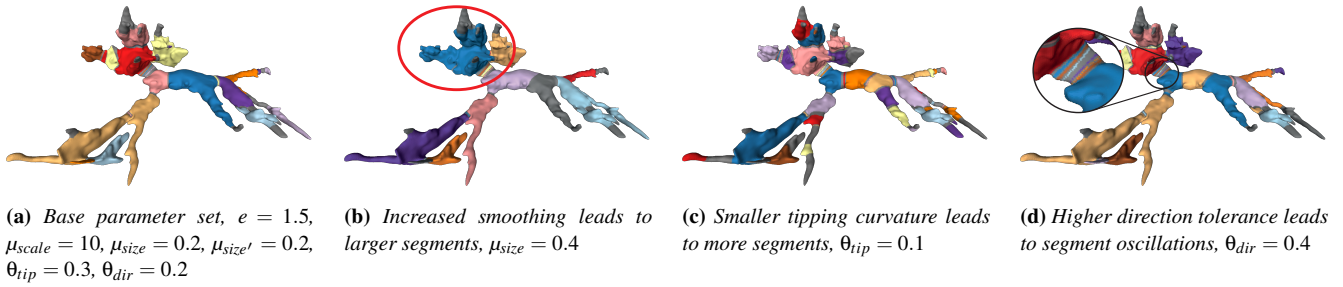 (a) Base parameter set, e = 1.5,
μscale = 10, μsize = 0.2, μsize′ = 0.2,
θtip = 0.3, θdir = 0.2
(b) Increased smoothing leads to
larger segments, μsize = 0.4
(c) Smaller tipping curvature leads
to more segments, θtip = 0.1
(d) Higher direction tolerance leads
to segment oscillations, θdir = 0.4